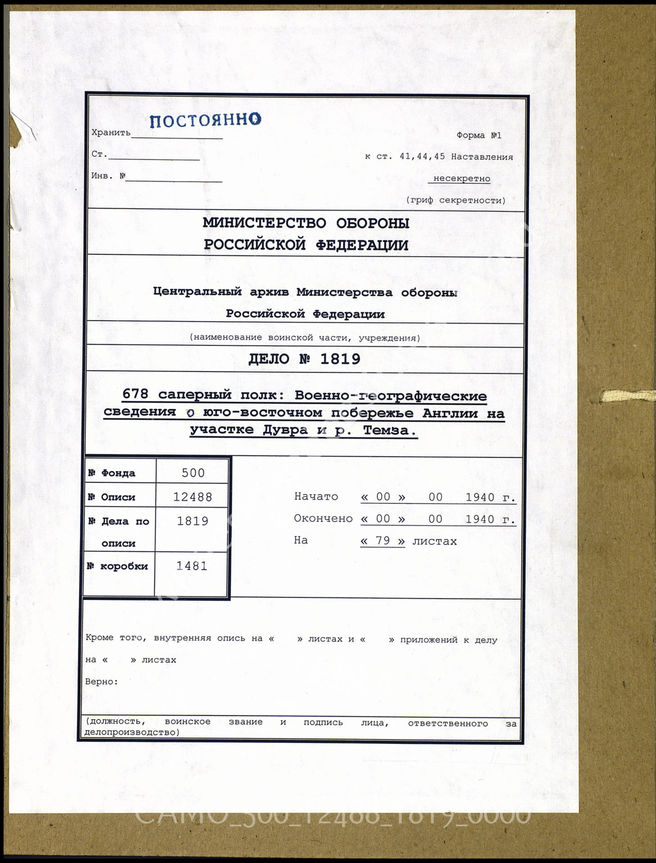 ПОСТОЯННО
Хранить
Форма №1
Ст.
к ст. 41,44,45 Наставления
Инв. №
несекретно
(гриф секретности)
МИНИСТЕРСТВО ОБОРОНЫ
РОССИЙСКОЙ ФЕДЕРАЦИИ
Центральный архив Министерства обороны
Российской Федерации
(наименование воинской части, учреждения)
ДЕЛО № 1819
678 саперный полк: Военно-географические
сведения о юго-восточном побережье Англии на
участке Дувра и р. Темза.
№ Фонда 500
№ Описи 12488
№ Дела по описи 1819
№ коробки 1481
Начато « 00 » 00 1940 г.
Окончено « 00 » 00 1940 г.
На « 79 » листах
Кроме того, внутренняя опись на « » листах и « » приложений к делу
на « » листах
Верно:
(должность, воинское звание и подпись лица, ответственного за
делопроизводство)
CAMO_500_12488_1819_0000